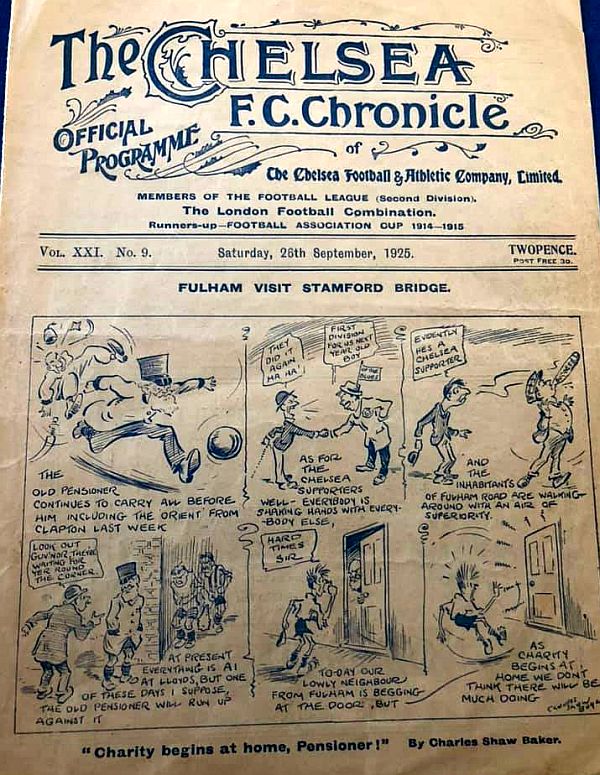 The CHELSEA
F.C. Chronicle
OFFICIAL
PROGRAMME
of
The Chelsea Football & Athletic Company, Limited.
MEMBERS OF THE FOOTBALL LEAGUE (Second Division).
The London Football Combination.
Runners-up—FOOTBALL ASSOCIATION CUP 1914—1915
VOL. XXI. No. 9.
Saturday, 26th September, 1925.
TWOPENCE.
POST FREE 3D.
FULHAM VISIT STAMFORD BRIDGE.
THE
OLD PENSIONER
CONTINUES TO CARRY ALL BEFORE
HIM INCLUDING THE ORIENT FROM
CLAPTON LAST WEEK
THEY
DID IT
AGAIN
HA HA!
FIRST
DIVISION
FOR US NEXT
YEAR OLD
BOY
AS FOR
THE
CHELSEA
SUPPORTERS
WELL- EVERYBODY IS
SHAKING HANDS WITH EVERY-
-BODY ELSE,
EVIDENTLY
HE'S A
CHELSEA
SUPPORTER
AND
THE
INHABITANTS
OF FULHAM ROAD ARE WALKING
AROUND WITH AN AIR OF
SUPERIORITY.
LOOK OUT
GUV'NOR, THEY'RE
WAITING FOR
YER ROUND
THE CORNER
AT PRESENT
EVERYTHING IS A1
AT LLOYDS, BUT ONE
OF THESE DAYS I SUPPOSE,
THE OLD PENSIONER WILL RUN UP
AGAINST IT
HARD
TIMES
SIR
TO-DAY OUR
LOWLY NEIGHBOUR
FROM FULHAM IS BEGGING
AT THE DOOR, BUT
AS
CHARITY
BEGINS AT
HOME WE DON'T
THINK THERE WILL BE
MUCH DOING
"Charity begins at home, Pensioner!" By Charles Shaw Baker.